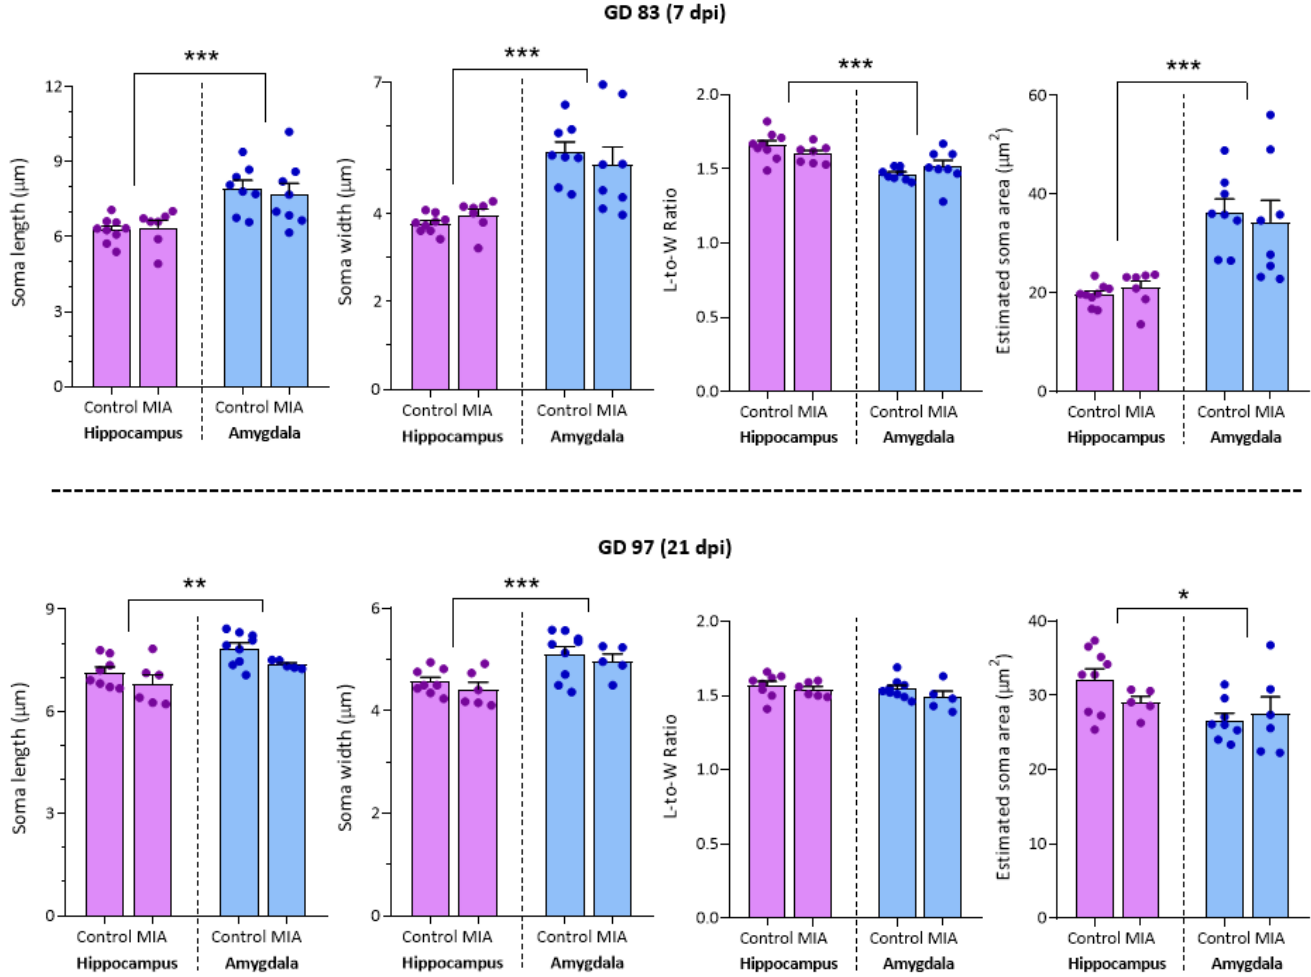 GD 83 (7 dpi)
***
***
***
***
Soma length (μm)
12
9
6
3
0
Control MIA Control MIA
Hippocampus Amygdala
Soma width (μm)
7
4
2
0
Control MIA Control MIA
Hippocampus Amygdala
L-to-W Ratio
2.0
1.5
1.0
0.5
0.0
Control MIA Control MIA
Hippocampus Amygdala
Estimated soma area (μm²)
60
40
20
0
Control MIA Control MIA
Hippocampus Amygdala
GD 97 (21 dpi)
**
***
*
Soma length (μm)
9
6
3
0
Control MIA Control MIA
Hippocampus Amygdala
Soma width (μm)
6
4
2
0
Control MIA Control MIA
Hippocampus Amygdala
L-to-W Ratio
2.0
1.5
1.0
0.5
0.0
Control MIA Control MIA
Hippocampus Amygdala
Estimated soma area (μm²)
40
30
20
10
0
Control MIA Control MIA
Hippocampus Amygdala